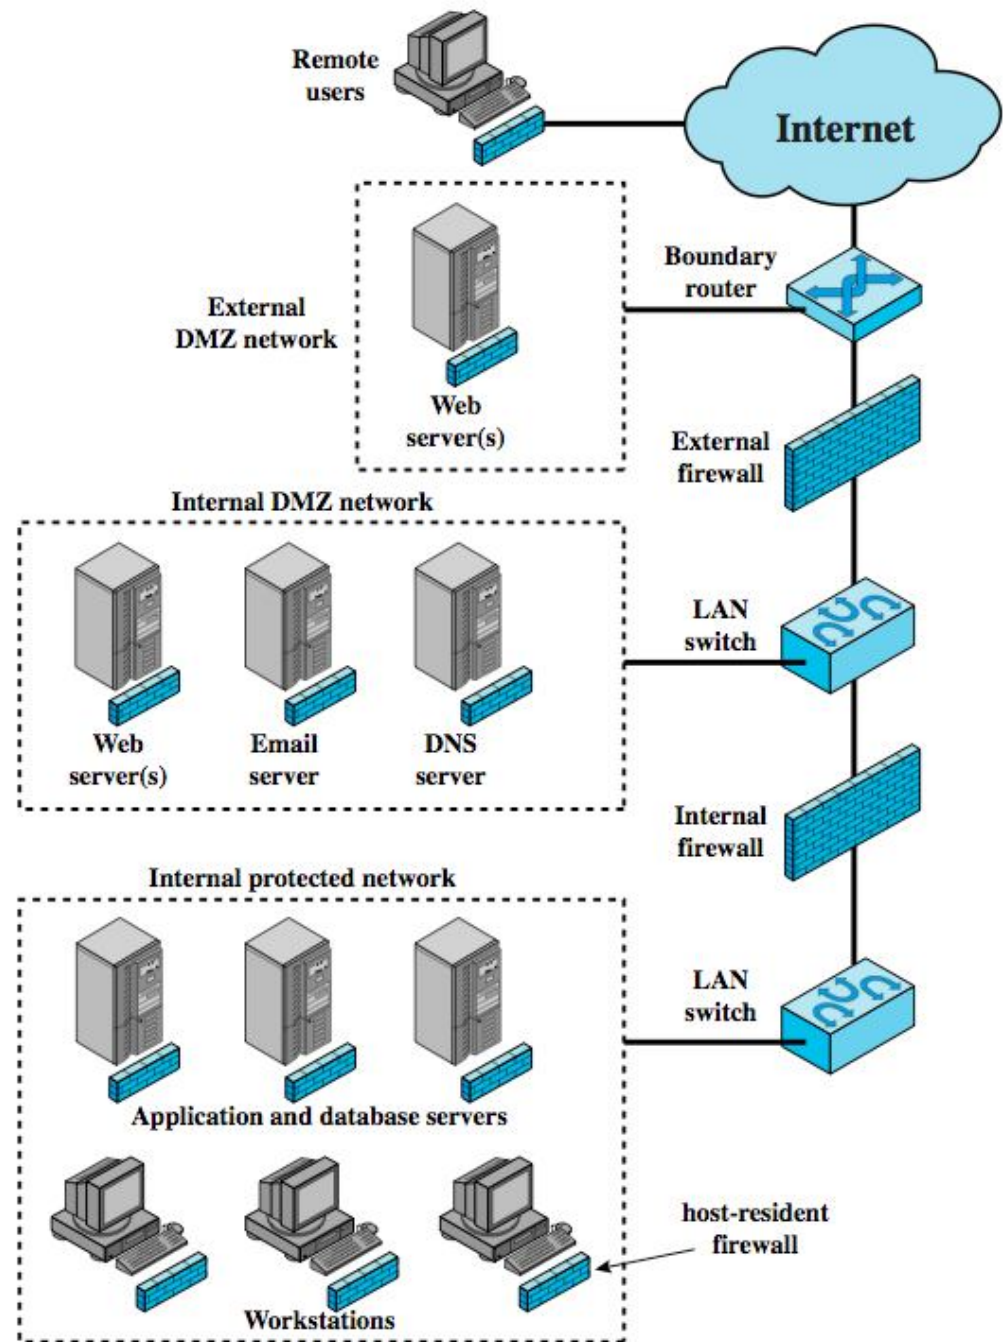 Remote
users
Internet
Boundary
router
External
DMZ network
Web
server(s)
External
firewall
Internal DMZ network
LAN
switch
Web
server(s)
Email
server
DNS
server
Internal
firewall
Internal protected network
LAN
switch
Application and database servers
host-resident
firewall
Workstations